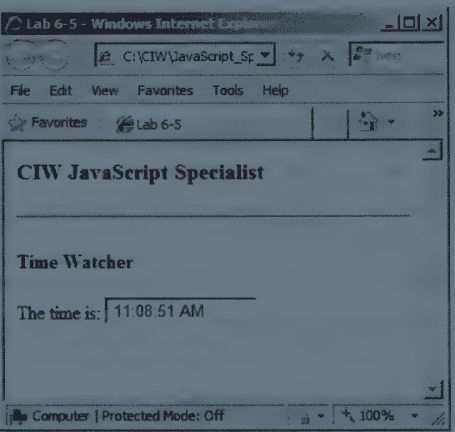 Lab 6-5 - Windows Internet Explorer
C:\CIW\JavaScript_Sp
File Edit View Favorites Tools Help
Favorites Lab 6-5 »
CIW JavaScript Specialist
Time Watcher
The time is: 11:08:51 AM
Computer | Protected Mode: Off 100%